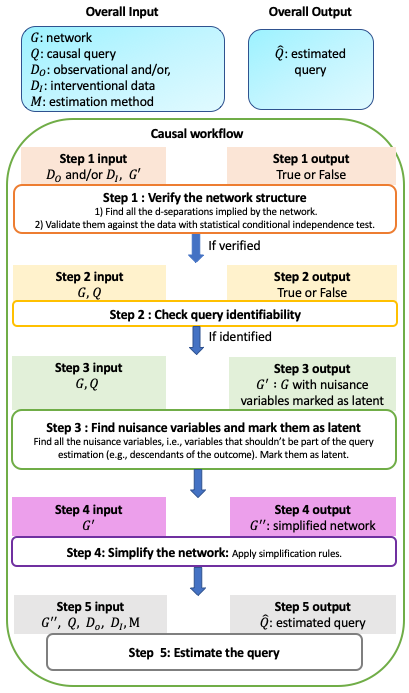 Overall Input
Overall Output
G: network
Q: causal query
D_O: observational and/or,
D_I: interventional data
M: estimation method
Q̂: estimated
query
Causal workflow
Step 1 input
D_O and/or D_I, G′
Step 1 output
True or False
Step 1 : Verify the network structure
1) Find all the d-separations implied by the network.
2) Validate them against the data with statistical conditional independence test.
If verified
Step 2 input
G, Q
Step 2 output
True or False
Step 2 : Check query identifiability
If identified
Step 3 input
G, Q
Step 3 output
G′ : G with nuisance
variables marked as latent
Step 3 : Find nuisance variables and mark them as latent
Find all the nuisance variables, i.e., variables that shouldn't be part of the query
estimation (e.g., descendants of the outcome). Mark them as latent.
Step 4 input
G′
Step 4 output
G′′: simplified network
Step 4: Simplify the network: Apply simplification rules.
Step 5 input
G′′, Q, D_o, D_I, M
Step 5 output
Q̂: estimated query
Step 5: Estimate the query